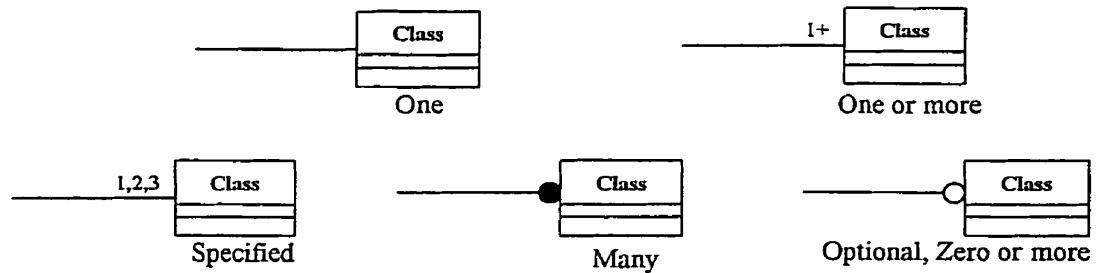 Class
One
1+ Class
One or more
1,2,3 Class
Specified
Class
Many
Class
Optional, Zero or more